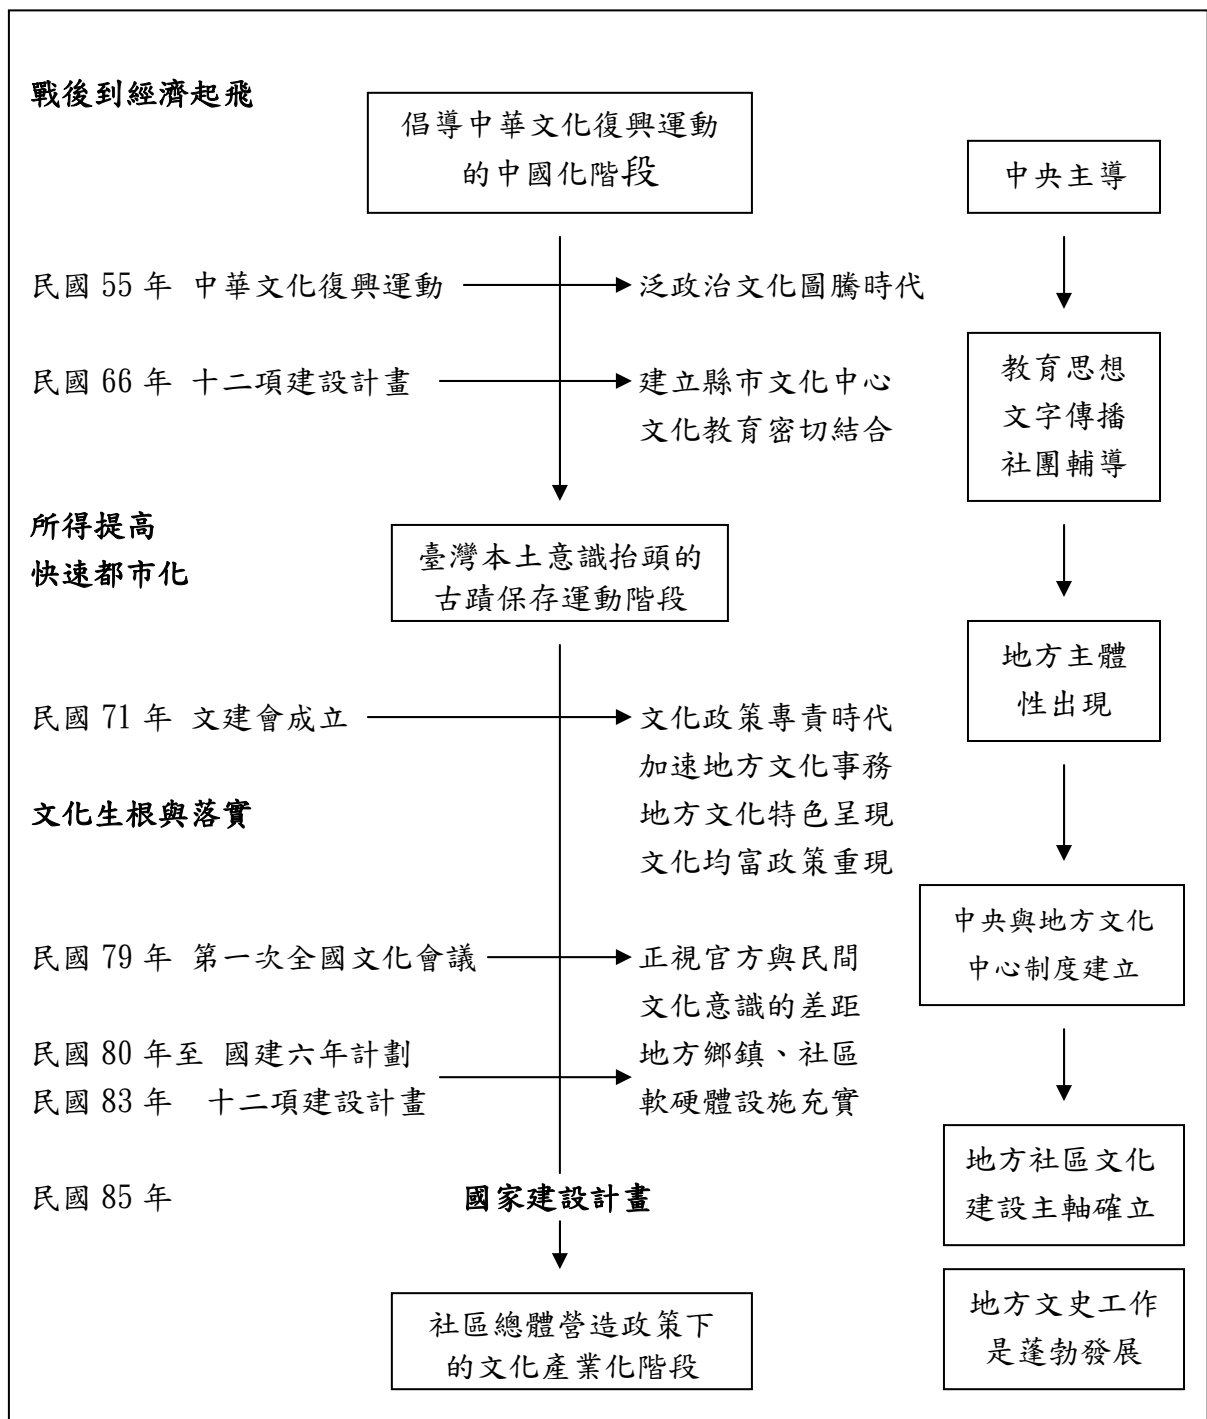 戰後到經濟起飛
倡導中華文化復興運動
的中國化階段
中央主導
民國 55 年 中華文化復興運動
泛政治文化圖騰時代
民國 66 年 十二項建設計畫
建立縣市文化中心
文化教育密切結合
教育思想
文字傳播
社團輔導
所得提高
快速都市化
臺灣本土意識抬頭的
古蹟保存運動階段
地方主體
性出現
民國 71 年 文建會成立
文化政策專責時代
加速地方文化事務
地方文化特色呈現
文化均富政策重現
文化生根與落實
中央與地方文化
中心制度建立
民國 79 年 第一次全國文化會議
正視官方與民間
文化意識的差距
民國 80 年至 國建六年計劃
民國 83 年 十二項建設計畫
地方鄉鎮、社區
軟硬體設施充實
地方社區文化
建設主軸確立
民國 85 年
國家建設計畫
社區總體營造政策下
的文化產業化階段
地方文史工作
是蓬勃發展